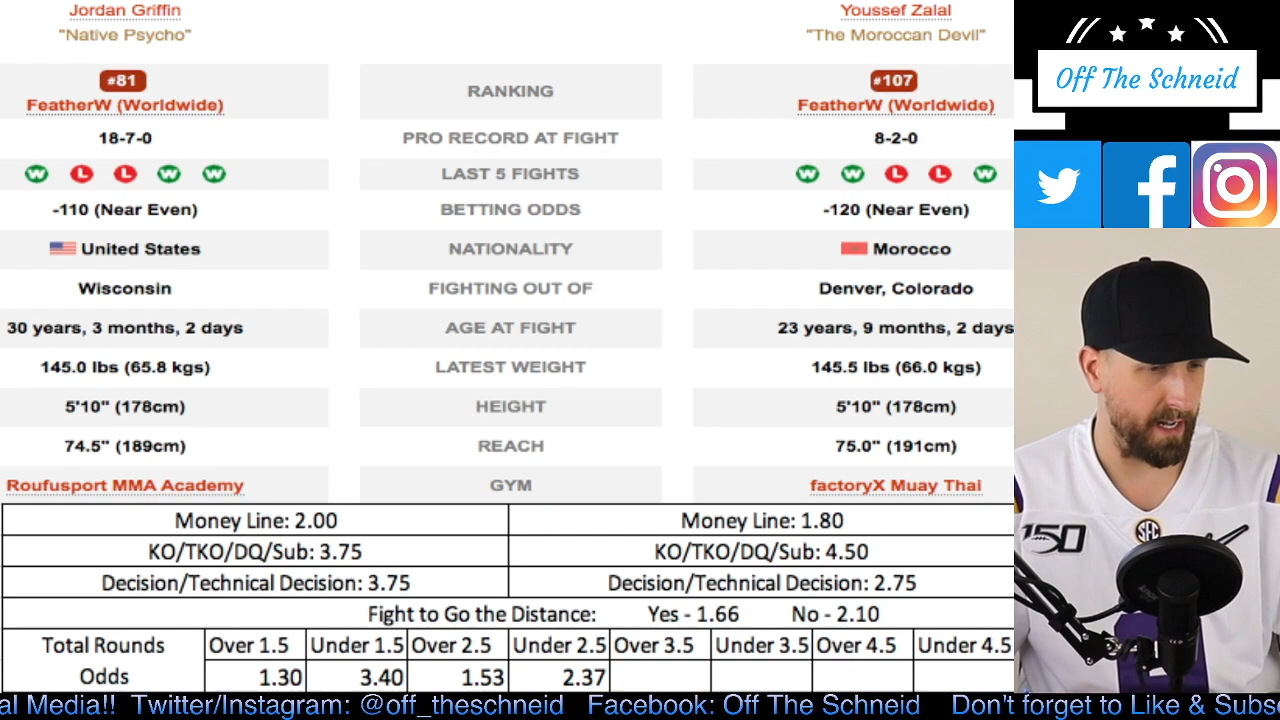 Jordan Griffin
"Native Psycho"
Youssef Zalal
"The Moroccan Devil"
#81
FeatherW (Worldwide)
RANKING
#107
FeatherW (Worldwide)
18-7-0
PRO RECORD AT FIGHT
8-2-0
W L L W W
LAST 5 FIGHTS
W W L L W
-110 (Near Even)
BETTING ODDS
-120 (Near Even)
United States
NATIONALITY
Morocco
Wisconsin
FIGHTING OUT OF
Denver, Colorado
30 years, 3 months, 2 days
AGE AT FIGHT
23 years, 9 months, 2 days
145.0 lbs (65.8 kgs)
LATEST WEIGHT
145.5 lbs (66.0 kgs)
5'10" (178cm)
HEIGHT
5'10" (178cm)
74.5" (189cm)
REACH
75.0" (191cm)
Roufusport MMA Academy
GYM
factoryX Muay Thai
Money Line: 2.00
Money Line: 1.80
KO/TKO/DQ/Sub: 3.75
KO/TKO/DQ/Sub: 4.50
Decision/Technical Decision: 3.75
Decision/Technical Decision: 2.75
Fight to Go the Distance: Yes - 1.66 No - 2.10
Total Rounds Over 1.5 Under 1.5 Over 2.5 Under 2.5 Over 3.5 Under 3.5 Over 4.5 Under 4.5
Odds 1.30 3.40 1.53 2.37
Off The Schneid
150
SEC
al Media!! Twitter/Instagram: @off_theschneid Facebook: Off The Schneid Don't forget to Like & Subs